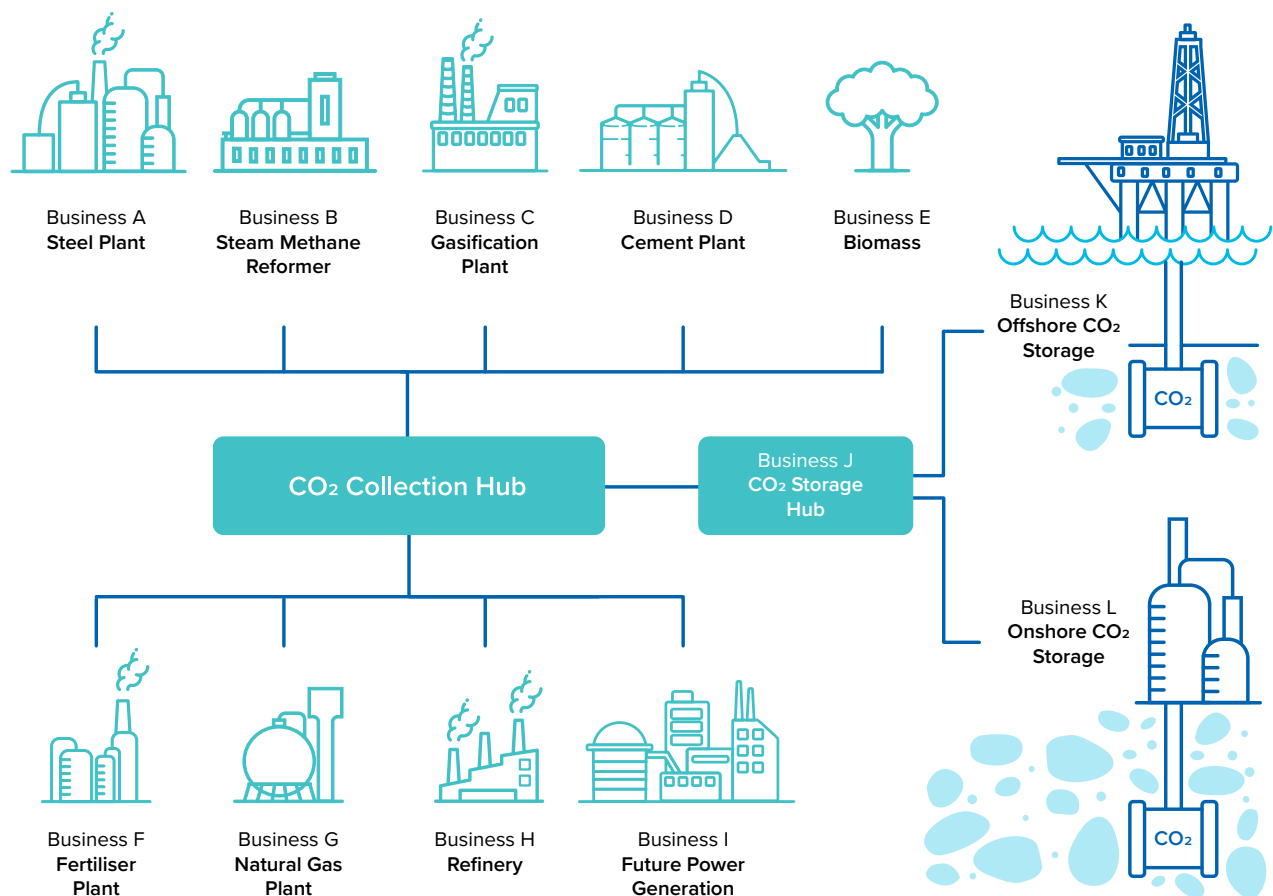 Business A
Steel Plant
Business B
Steam Methane
Reformer
Business C
Gasification
Plant
Business D
Cement Plant
Business E
Biomass
Business K
Offshore CO₂
Storage
CO₂
CO₂ Collection Hub
Business J
CO₂ Storage
Hub
Business L
Onshore CO₂
Storage
CO₂
Business F
Fertiliser
Plant
Business G
Natural Gas
Plant
Business H
Refinery
Business I
Future Power
Generation